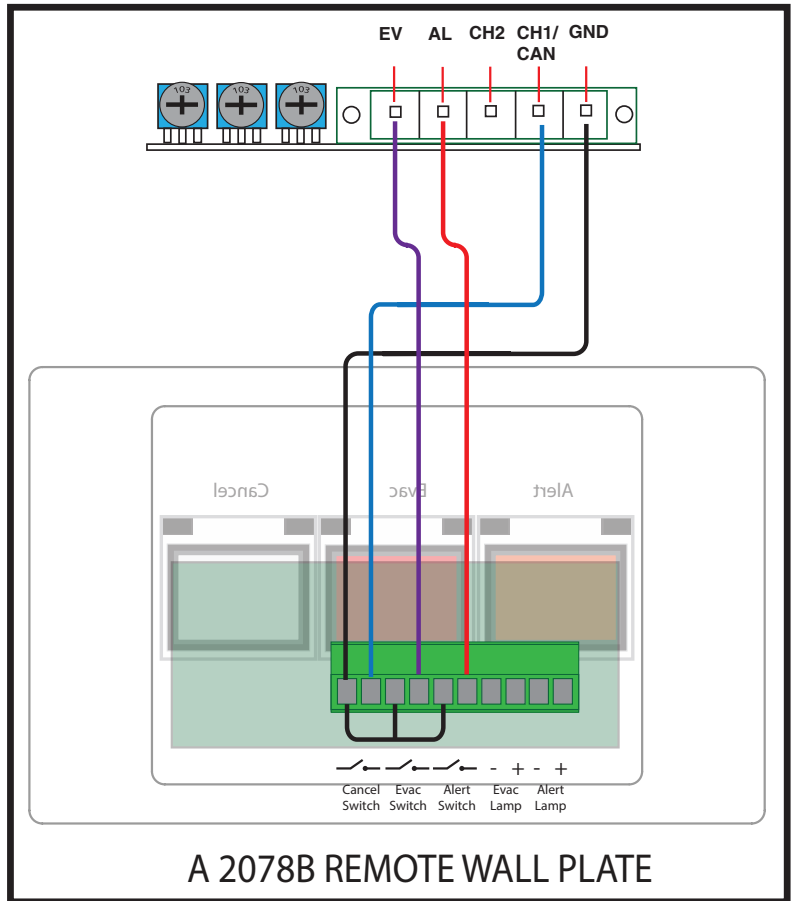 EV AL CH2 CH1/ GND
CAN
103 103 103
Cancel Evac Alert
- + - +
Cancel Evac Alert Evac Alert
Switch Switch Switch Lamp Lamp
A 2078B REMOTE WALL PLATE